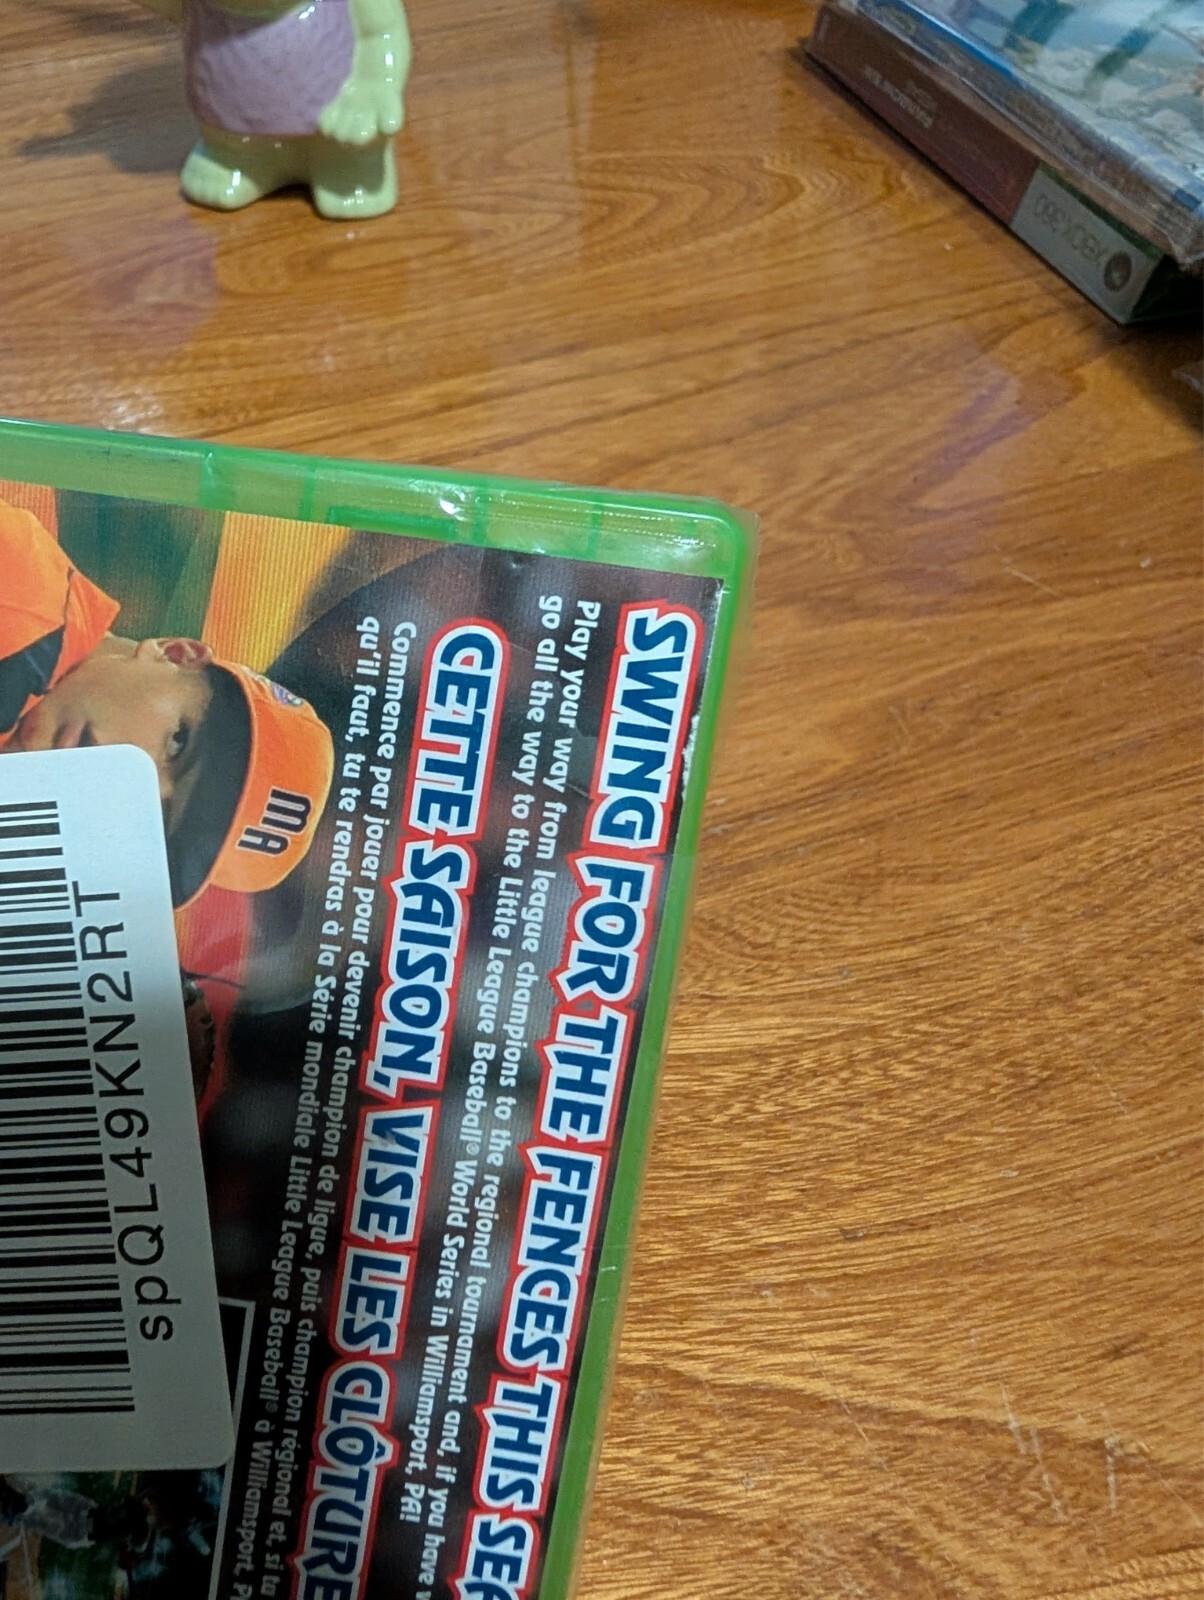 SWING FOR THE FENCES THIS SEA
Play your way from league champions to the regional tournament and, if you have
go all the way to the Little League Baseball® World Series in Williamsport, PA!
CETTE SAISON, VISE LES CLÔTURE
Commence par jouer pour devenir champion de ligue, puis champion régional et, si tu
qu'il faut, tu te rendras à la Série mondiale Little League Baseball® à Williamsport, P
MA
spQL49KN2RT
XBOX 360